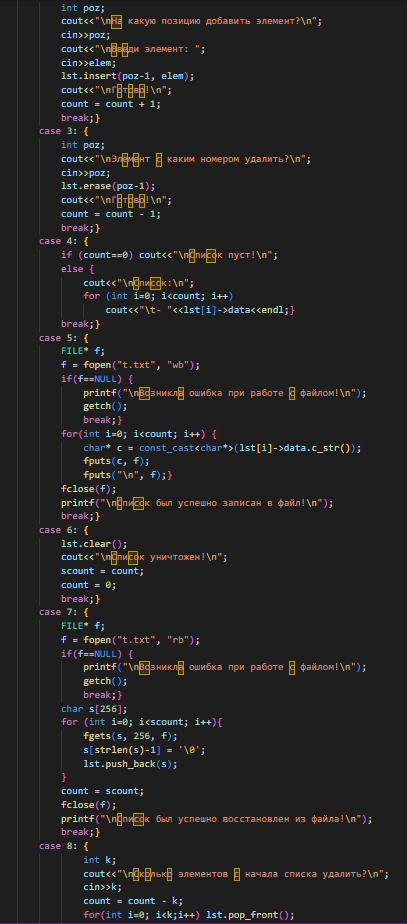 int poz;
cout<<"\nНа какую позицию добавить элемент?\n";
cin>>poz;
cout<<"\nВведи элемент: ";
cin>>elem;
lst.insert(poz-1, elem);
cout<<"\nГотово!\n";
count = count + 1;
break;}
case 3: {
int poz;
cout<<"\nЭлемент с каким номером удалить?\n";
cin>>poz;
lst.erase(poz-1);
cout<<"\nГотово!\n";
count = count - 1;
break;}
case 4: {
if (count==0) cout<<"\nСписок пуст!\n";
else {
cout<<"\nСписок:\n";
for (int i=0; i<count; i++)
cout<<"\t- "<<lst[i]->data<<endl;}
break;}
case 5: {
FILE* f;
f = fopen("t.txt", "wb");
if(f==NULL) {
printf("\nВозникла ошибка при работе с файлом!\n");
getch();
break;}
for(int i=0; i<count; i++) {
char* c = const_cast<char*>(lst[i]->data.c_str());
fputs(c, f);
fputs("\n", f);}
fclose(f);
printf("\nСписок был успешно записан в файл!\n");
break;}
case 6: {
lst.clear();
cout<<"\nСписок уничтожен!\n";
scount = count;
count = 0;
break;}
case 7: {
FILE* f;
f = fopen("t.txt", "rb");
if(f==NULL) {
printf("\nВозникла ошибка при работе с файлом!\n");
getch();
break;}
char s[256];
for (int i=0; i<scount; i++){
fgets(s, 256, f);
s[strlen(s)-1] = '\0';
lst.push_back(s);
}
count = scount;
fclose(f);
printf("\nСписок был успешно восстановлен из файла!\n");
break;}
case 8: {
int k;
cout<<"\nСколько элементов с начала списка удалить?\n";
cin>>k;
count = count - k;
for(int i=0; i<k;i++) lst.pop_front();